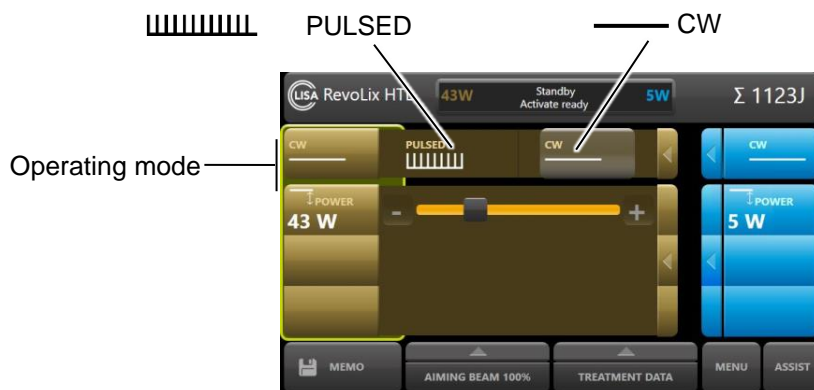 PULSED
CW
LISA RevoLix HT
43W
Standby
Activate ready
5W
Σ 1123J
Operating mode
CW
PULSED
CW
CW
POWER
43 W
-
+
POWER
5 W
MEMO
AIMING BEAM 100%
TREATMENT DATA
MENU
ASSIST